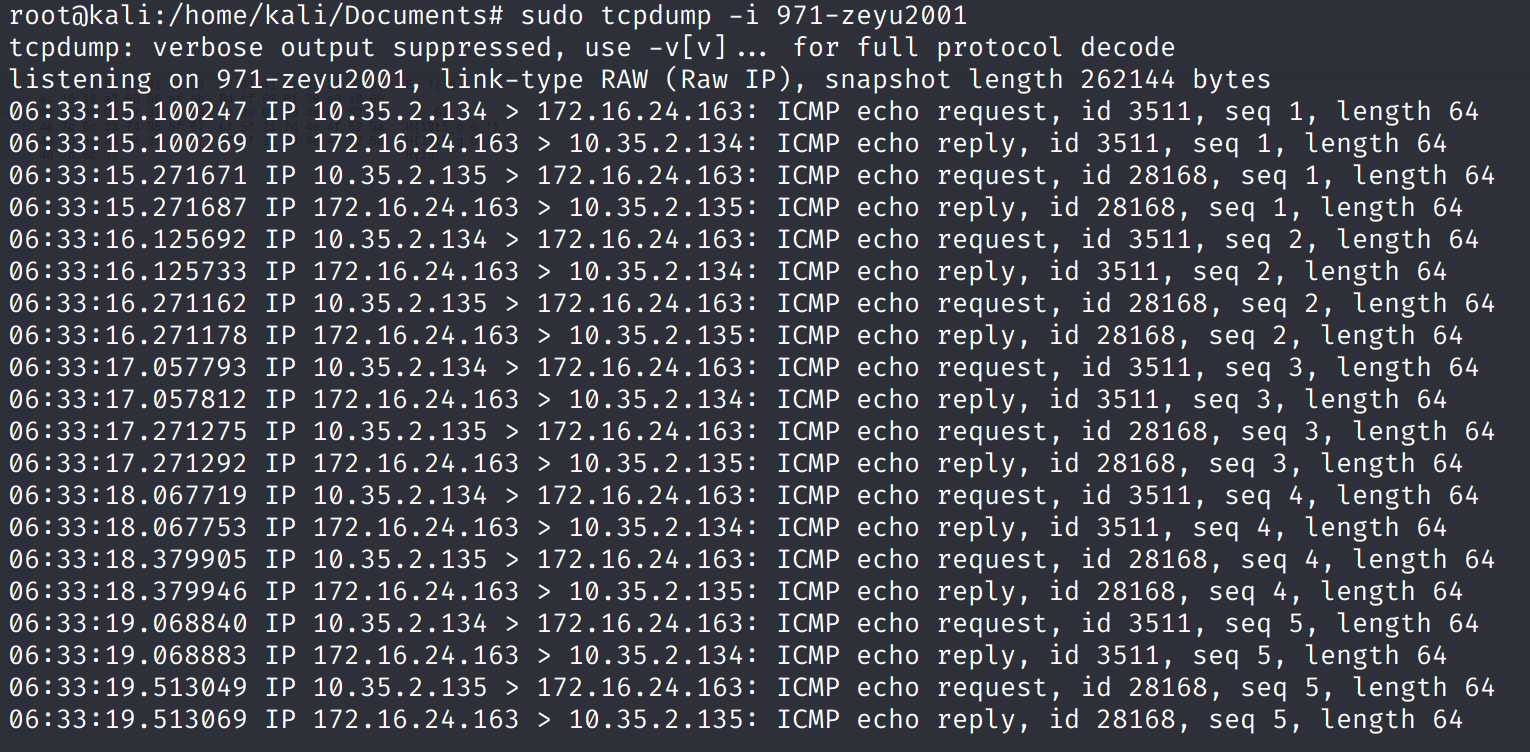 root@kali:/home/kali/Documents# sudo tcpdump -i 971-zeyu2001
tcpdump: verbose output suppressed, use -v[v]... for full protocol decode
listening on 971-zeyu2001, link-type RAW (Raw IP), snapshot length 262144 bytes
06:33:15.100247 IP 10.35.2.134 > 172.16.24.163: ICMP echo request, id 3511, seq 1, length 64
06:33:15.100269 IP 172.16.24.163 > 10.35.2.134: ICMP echo reply, id 3511, seq 1, length 64
06:33:15.271671 IP 10.35.2.135 > 172.16.24.163: ICMP echo request, id 28168, seq 1, length 64
06:33:15.271687 IP 172.16.24.163 > 10.35.2.135: ICMP echo reply, id 28168, seq 1, length 64
06:33:16.125692 IP 10.35.2.134 > 172.16.24.163: ICMP echo request, id 3511, seq 2, length 64
06:33:16.125733 IP 172.16.24.163 > 10.35.2.134: ICMP echo reply, id 3511, seq 2, length 64
06:33:16.271162 IP 10.35.2.135 > 172.16.24.163: ICMP echo request, id 28168, seq 2, length 64
06:33:16.271178 IP 172.16.24.163 > 10.35.2.135: ICMP echo reply, id 28168, seq 2, length 64
06:33:17.057793 IP 10.35.2.134 > 172.16.24.163: ICMP echo request, id 3511, seq 3, length 64
06:33:17.057812 IP 172.16.24.163 > 10.35.2.134: ICMP echo reply, id 3511, seq 3, length 64
06:33:17.271275 IP 10.35.2.135 > 172.16.24.163: ICMP echo request, id 28168, seq 3, length 64
06:33:17.271292 IP 172.16.24.163 > 10.35.2.135: ICMP echo reply, id 28168, seq 3, length 64
06:33:18.067719 IP 10.35.2.134 > 172.16.24.163: ICMP echo request, id 3511, seq 4, length 64
06:33:18.067753 IP 172.16.24.163 > 10.35.2.134: ICMP echo reply, id 3511, seq 4, length 64
06:33:18.379905 IP 10.35.2.135 > 172.16.24.163: ICMP echo request, id 28168, seq 4, length 64
06:33:18.379946 IP 172.16.24.163 > 10.35.2.135: ICMP echo reply, id 28168, seq 4, length 64
06:33:19.068840 IP 10.35.2.134 > 172.16.24.163: ICMP echo request, id 3511, seq 5, length 64
06:33:19.068883 IP 172.16.24.163 > 10.35.2.134: ICMP echo reply, id 3511, seq 5, length 64
06:33:19.513049 IP 10.35.2.135 > 172.16.24.163: ICMP echo request, id 28168, seq 5, length 64
06:33:19.513069 IP 172.16.24.163 > 10.35.2.135: ICMP echo reply, id 28168, seq 5, length 64